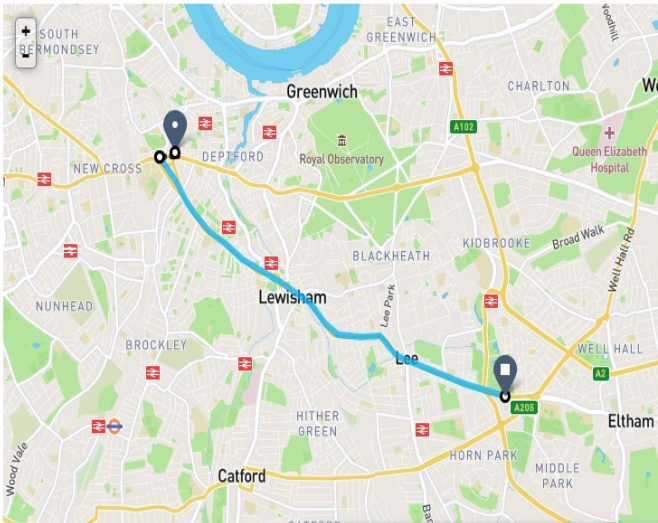 +
-
SOUTH
BERMONDSEY
EAST
GREENWICH
Woodhill
Greenwich
CHARLTON
A102
Royal Observatory
Queen Elizabeth
Hospital
NEW CROSS
DEPTFORD
BLACKHEATH
KIDBROOKE
Broad Walk
Well Hall Rd
Lewisham
Lee Park
NUNHEAD
BROCKLEY
Lee
WELL HALL
A2
A205
HITHER
GREEN
Eltham
Wood Vale
Catford
HORN PARK
MIDDLE
PARK